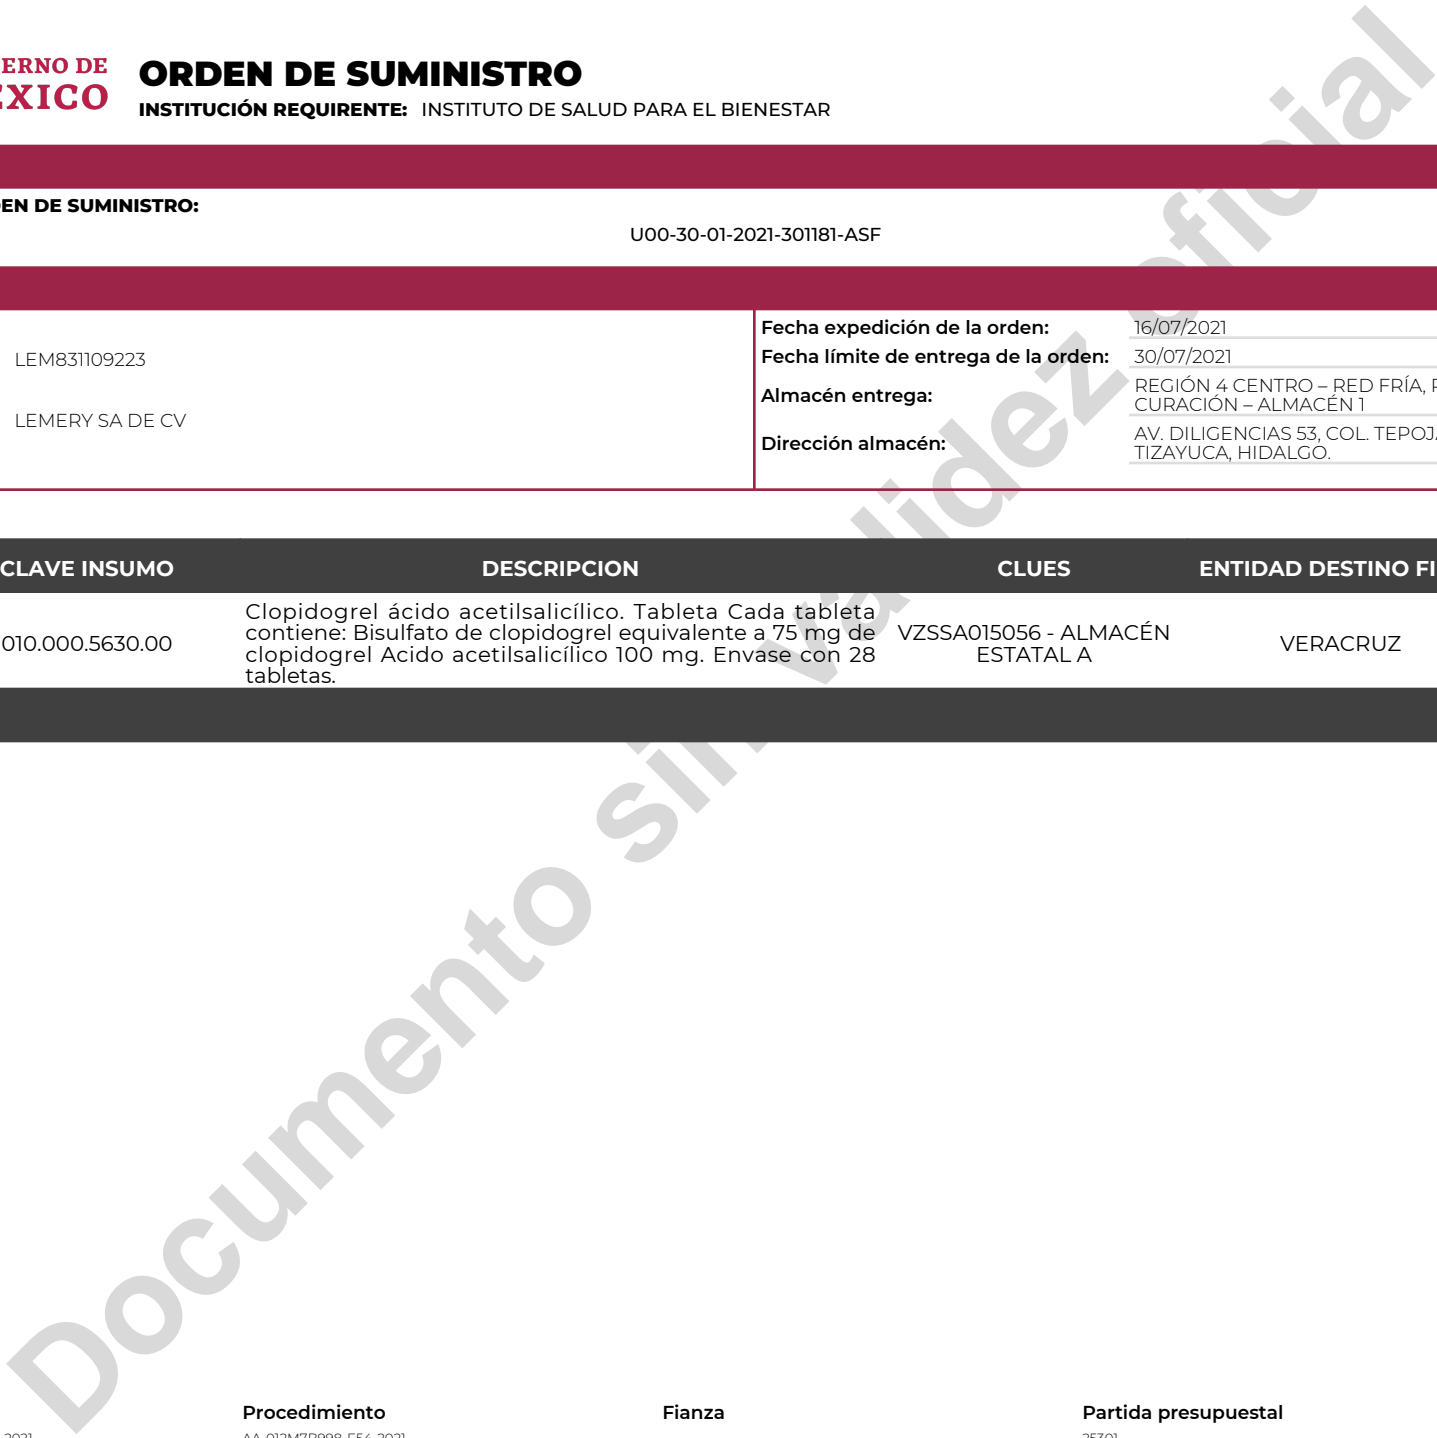 ERNO DE
ÉXICO
ORDEN DE SUMINISTRO
INSTITUCIÓN REQUIRENTE: INSTITUTO DE SALUD PARA EL BIENESTAR
EN DE SUMINISTRO:
U00-30-01-2021-301181-ASF
LEM831109223
LEMERY SA DE CV
Fecha expedición de la orden: 16/07/2021
Fecha límite de entrega de la orden: 30/07/2021
Almacén entrega: REGIÓN 4 CENTRO – RED FRÍA,
CURACIÓN – ALMACÉN 1
Dirección almacén: AV. DILIGENCIAS 53, COL. TEPOJ
TIZAYUCA, HIDALGO.
CLAVE INSUMO DESCRIPCION CLUES ENTIDAD DESTINO FI
010.000.5630.00
Clopidogrel ácido acetilsalicílico. Tableta Cada tableta
contiene: Bisulfato de clopidogrel equivalente a 75 mg de
clopidogrel Acido acetilsalicílico 100 mg. Envase con 28
tabletas.
VZSSA015056 - ALMACÉN
ESTATAL A
VERACRUZ
Documento sin validez oficial
Procedimiento Fianza Partida presupuestal